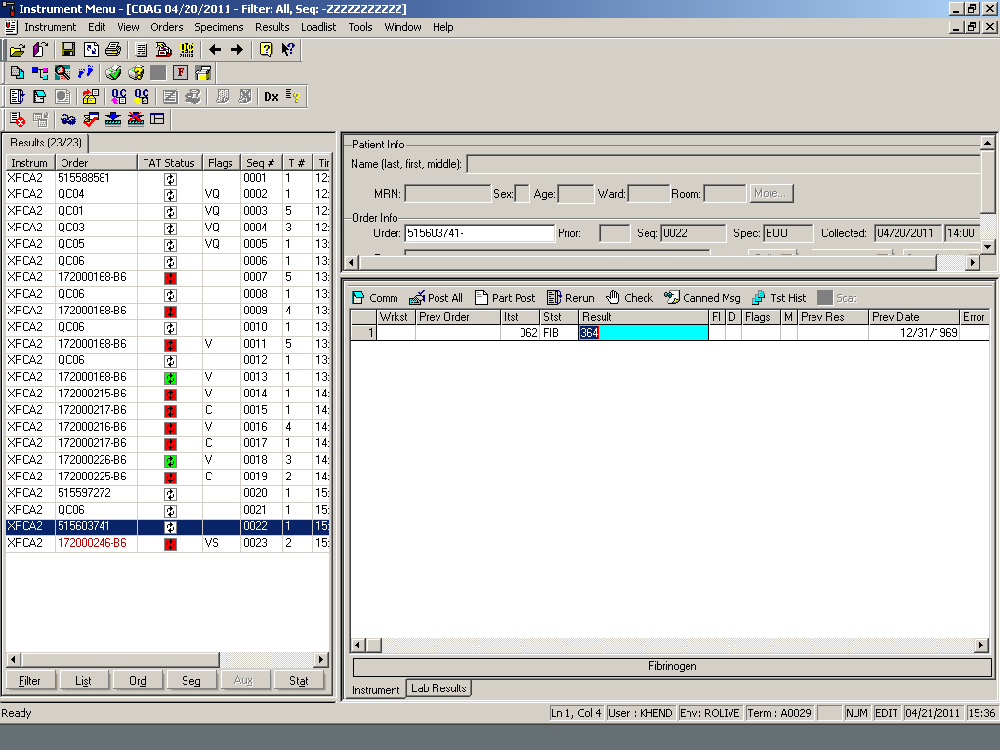 Instrument Menu - [COAG 04/20/2011 - Filter: All, Seq: -ZZZZZZZZZZZ]
Instrument Edit View Orders Specimens Results Loadlist Tools Window Help
F
QC QC Dx
Results (23/23)
Instrum Order TAT Status Flags Seq # T # Tir
XRCA2 515588581 0001 1 12:
XRCA2 QC04 VQ 0002 1 12:
XRCA2 QC01 VQ 0003 5 12:
XRCA2 QC03 VQ 0004 3 12:
XRCA2 QC05 VQ 0005 1 13:
XRCA2 QC06 0006 1 13:
XRCA2 172000168-B6 0007 5 13:
XRCA2 QC06 0008 1 13:
XRCA2 172000168-B6 0009 4 13:
XRCA2 QC06 0010 1 13:
XRCA2 172000168-B6 V 0011 5 13:
XRCA2 QC06 0012 1 13:
XRCA2 172000168-B6 V 0013 1 13:
XRCA2 172000215-B6 V 0014 1 14:
XRCA2 172000217-B6 C 0015 1 14:
XRCA2 172000216-B6 V 0016 4 14:
XRCA2 172000217-B6 C 0017 1 14:
XRCA2 172000226-B6 V 0018 3 14:
XRCA2 172000225-B6 C 0019 2 14:
XRCA2 515597272 0020 1 15:
XRCA2 QC06 0021 1 15:
XRCA2 515603741 0022 1 15:
XRCA2 172000246-B6 VS 0023 2 15:
Filter List Ord Seg Aux Stat
Patient Info
Name (last, first, middle):
MRN: Sex: Age: Ward: Room: More...
Order Info
Order: 515603741- Prior: Seq: 0022 Spec: BOU Collected: 04/20/2011 14:00
Comm Post All Part Post Rerun Check Canned Msg Tst Hist Scat
Wrkst Prev Order Itst Stst Result Fl D Flags M Prev Res Prev Date Error
1 062 FIB 364 12/31/1969
Fibrinogen
Instrument Lab Results
Ready Ln 1, Col 4 User : KHEND Env: ROLIVE Term : A0029 NUM EDIT 04/21/2011 15:36